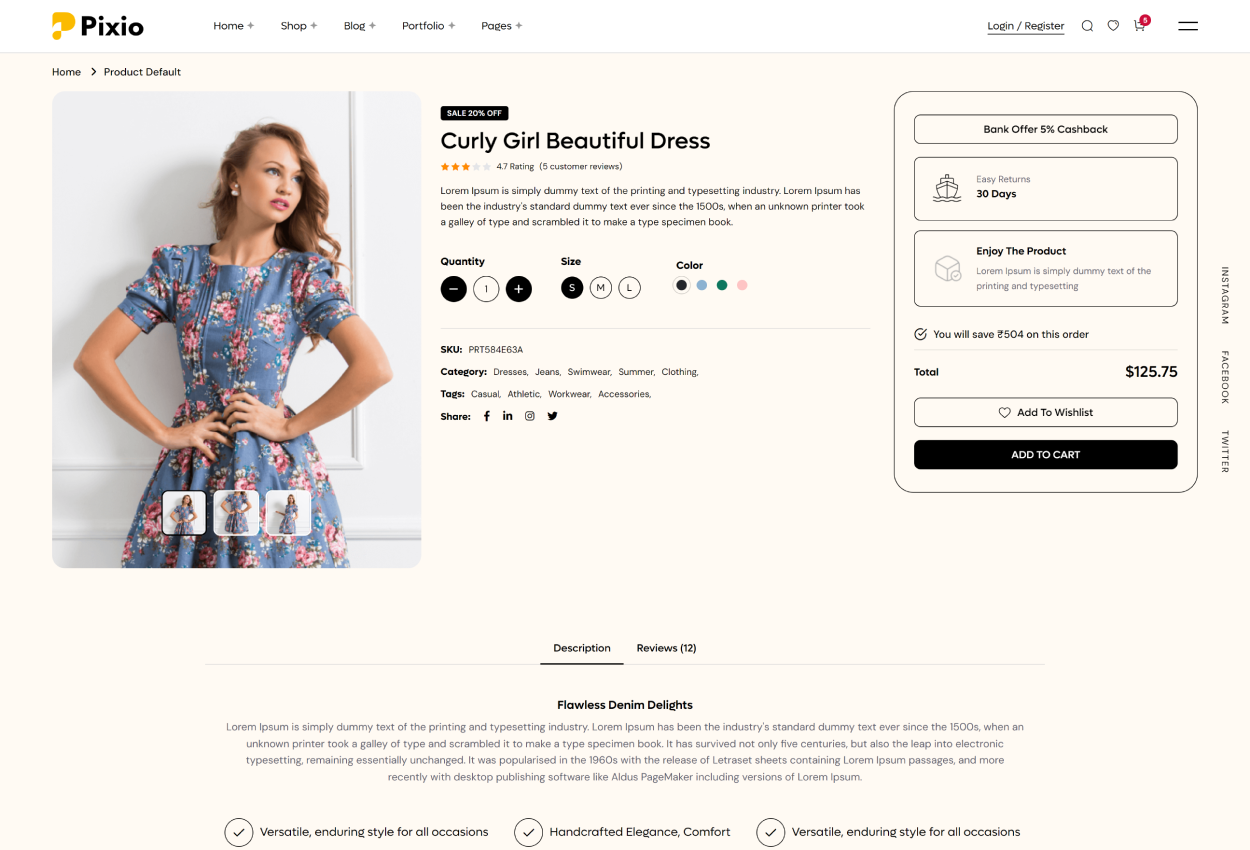 Pixio
Home + Shop + Blog + Portfolio + Pages + Login / Register 5
Home > Product Default
SALE 20% OFF
Curly Girl Beautiful Dress
4.7 Rating (5 customer reviews)
Lorem Ipsum is simply dummy text of the printing and typesetting industry. Lorem Ipsum has
been the industry's standard dummy text ever since the 1500s, when an unknown printer took
a galley of type and scrambled it to make a type specimen book.
Quantity
− 1 +
Size
S M L
Color
SKU: PRT584E63A
Category: Dresses, Jeans, Swimwear, Summer, Clothing,
Tags: Casual, Athletic, Workwear, Accessories,
Share:
Bank Offer 5% Cashback
Easy Returns
30 Days
Enjoy The Product
Lorem Ipsum is simply dummy text of the
printing and typesetting
You will save ₹504 on this order
Total $125.75
Add To Wishlist
ADD TO CART
INSTAGRAM
FACEBOOK
TWITTER
Description Reviews (12)
Flawless Denim Delights
Lorem Ipsum is simply dummy text of the printing and typesetting industry. Lorem Ipsum has been the industry's standard dummy text ever since the 1500s, when an
unknown printer took a galley of type and scrambled it to make a type specimen book. It has survived not only five centuries, but also the leap into electronic
typesetting, remaining essentially unchanged. It was popularised in the 1960s with the release of Letraset sheets containing Lorem Ipsum passages, and more
recently with desktop publishing software like Aldus PageMaker including versions of Lorem Ipsum.
Versatile, enduring style for all occasions Handcrafted Elegance, Comfort Versatile, enduring style for all occasions